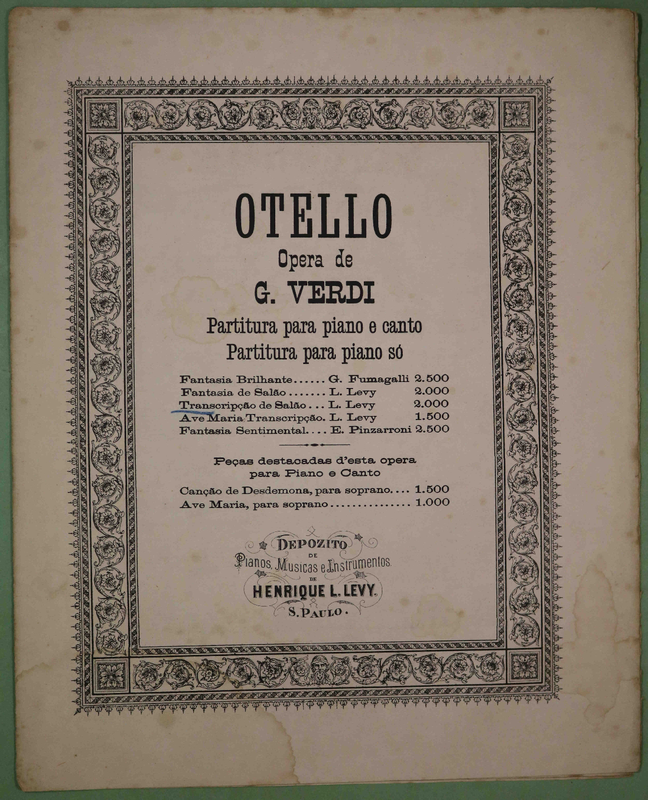 OTELLO
Opera de
G. VERDI
Partitura para piano e canto
Partitura para piano só
Fantasia Brilhante...... G. Fumagalli 2.500
Fantasia de Salão....... L. Levy 2.000
Transcripção de Salão... L. Levy 2.000
Ave Maria Transcripção. L. Levy 1.500
Fantasia Sentimental.... E. Pinzarroni 2.500
Peças destacadas d'esta opera
para Piano e Canto
Canção de Desdemona, para soprano.... 1.500
Ave Maria, para soprano............... 1.000
DEPOZITO
DE
Pianos, Musicas e Instrumentos
DE
HENRIQUE L. LEVY.
S. PAULO.